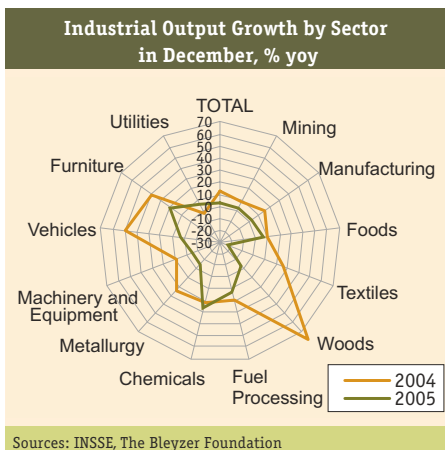 Industrial Output Growth by Sector
in December, % yoy
TOTAL
Mining
Manufacturing
Foods
Textiles
Woods
Fuel
Processing
Chemicals
Metallurgy
Machinery and
Equipment
Vehicles
Furniture
Utilities
70
60
50
40
30
20
10
0
-10
-20
-30
2004
2005
Sources: INSSE, The Bleyzer Foundation